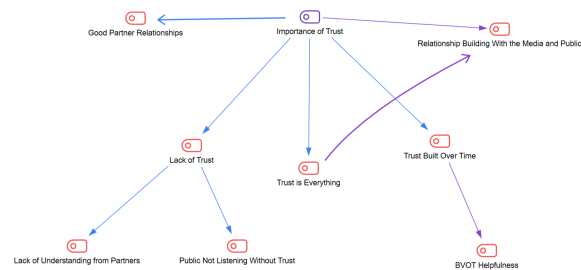 Good Partner Relationships
Importance of Trust
Relationship Building With the Media and Public
Lack of Trust
Trust is Everything
Trust Built Over Time
Lack of Understanding from Partners
Public Not Listening Without Trust
BVOT Helpfulness